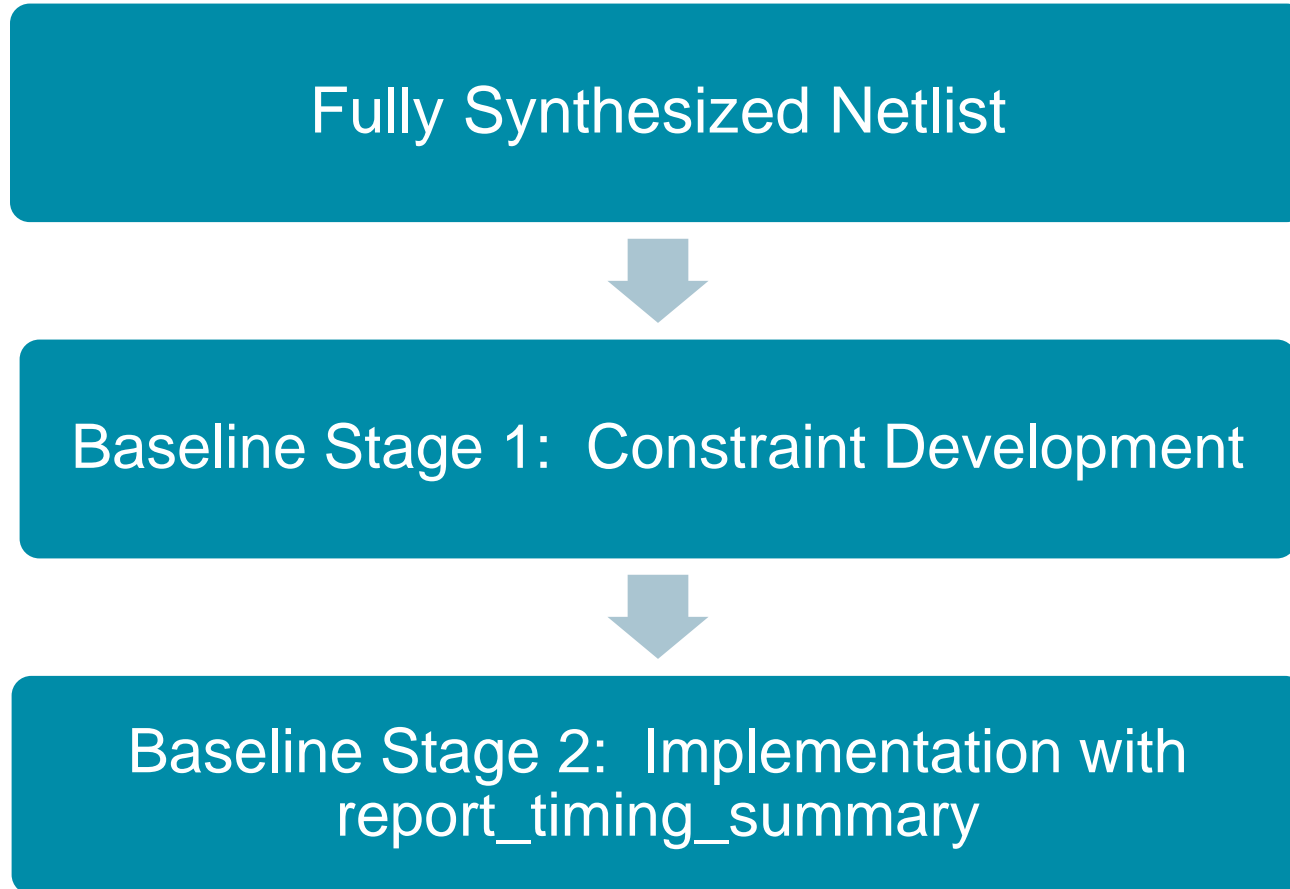 Fully Synthesized Netlist
Baseline Stage 1:  Constraint Development
Baseline Stage 2:  Implementation with
report_timing_summary